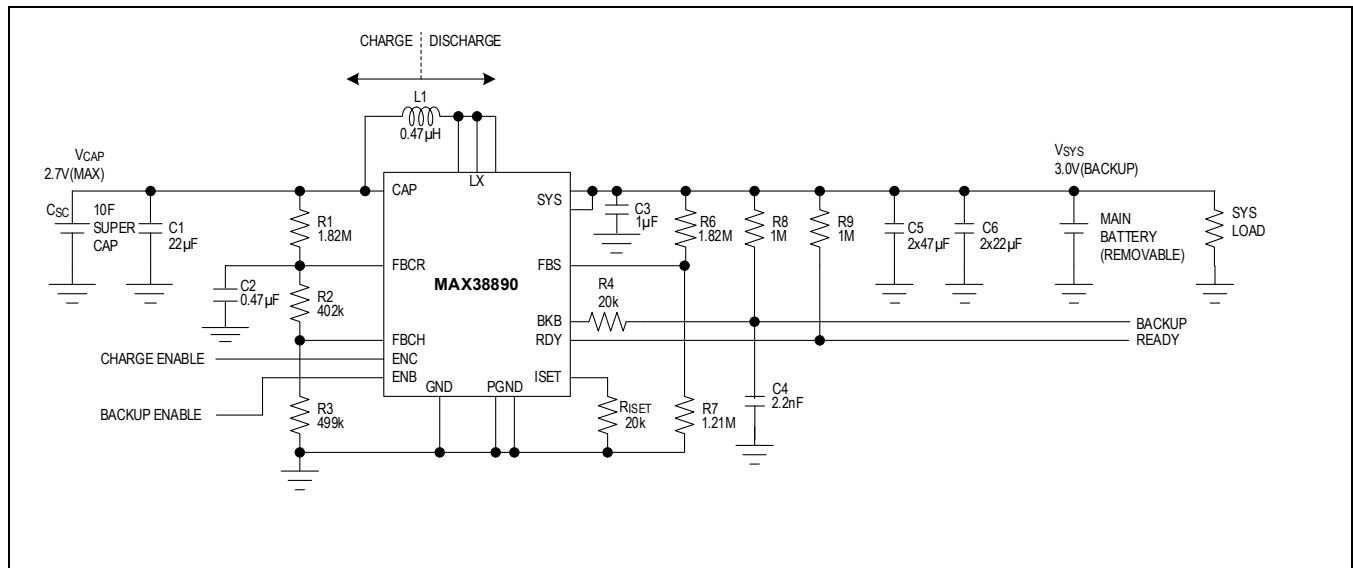 CHARGE DISCHARGE
L1
0.47µH
VCAP
2.7V(MAX)
VSYS
3.0V(BACKUP)
CAP
LX
SYS
CSC
10F
SUPER
CAP
C1
22µF
R1
1.82M
C3
1µF
R6
1.82M
R8
1M
R9
1M
C5
2x47µF
C6
2x22µF
MAIN
BATTERY
(REMOVABLE)
SYS
LOAD
FBCR
MAX38890
FBS
C2
0.47µF
R2
402k
R4
20k
BKB
BACKUP
FBCH
RDY
READY
CHARGE ENABLE
ENC
ENB
GND
PGND
ISET
BACKUP ENABLE
R3
499k
RISET
20k
R7
1.21M
C4
2.2nF